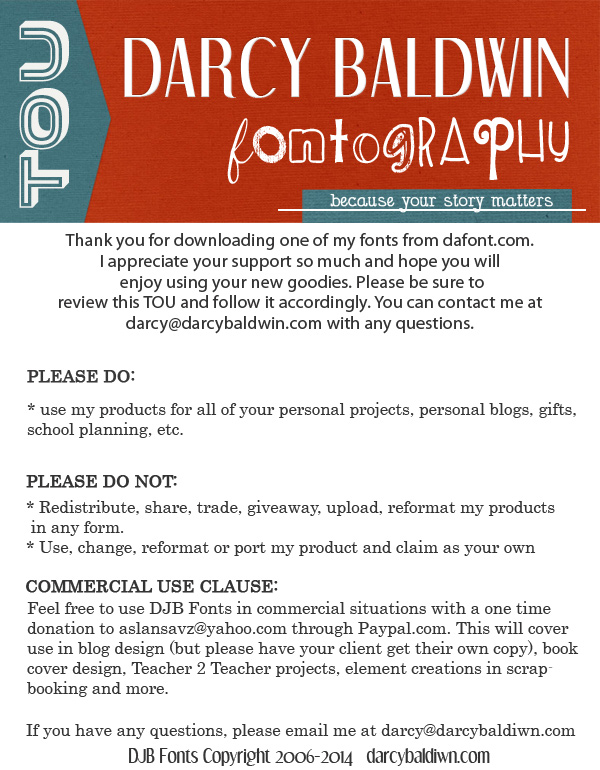 TOU
DARCY BALDWIN
fontography
because your story matters
Thank you for downloading one of my fonts from dafont.com.
I appreciate your support so much and hope you will
enjoy using your new goodies. Please be sure to
review this TOU and follow it accordingly. You can contact me at
darcy@darcybaldwin.com with any questions.
PLEASE DO:
* use my products for all of your personal projects, personal blogs, gifts,
school planning, etc.
PLEASE DO NOT:
* Redistribute, share, trade, giveaway, upload, reformat my products
in any form.
* Use, change, reformat or port my product and claim as your own
COMMERCIAL USE CLAUSE:
Feel free to use DJB Fonts in commercial situations with a one time
donation to aslansavz@yahoo.com through Paypal.com. This will cover
use in blog design (but please have your client get their own copy), book
cover design, Teacher 2 Teacher projects, element creations in scrap-
booking and more.
If you have any questions, please email me at darcy@darcybaldiwn.com
DJB Fonts Copyright 2006-2014 darcybaldiwn.com